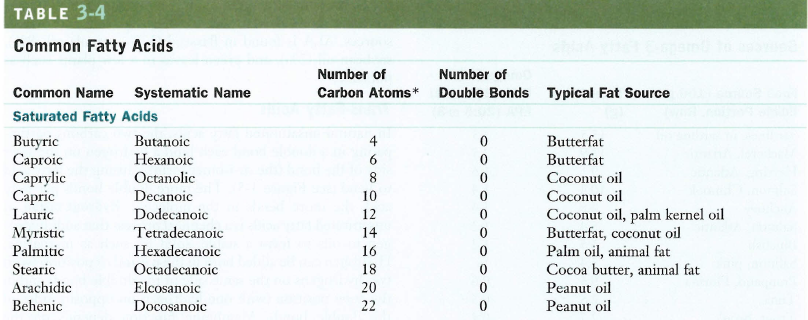 TABLE 3-4
Common Fatty Acids
Number of Number of
Common Name Systematic Name Carbon Atoms* Double Bonds Typical Fat Source
Saturated Fatty Acids
Butyric Butanoic 4 0 Butterfat
Caproic Hexanoic 6 0 Butterfat
Caprylic Octanolic 8 0 Coconut oil
Capric Decanoic 10 0 Coconut oil
Lauric Dodecanoic 12 0 Coconut oil, palm kernel oil
Myristic Tetradecanoic 14 0 Butterfat, coconut oil
Palmitic Hexadecanoic 16 0 Palm oil, animal fat
Stearic Octadecanoic 18 0 Cocoa butter, animal fat
Arachidic Elcosanoic 20 0 Peanut oil
Behenic Docosanoic 22 0 Peanut oil